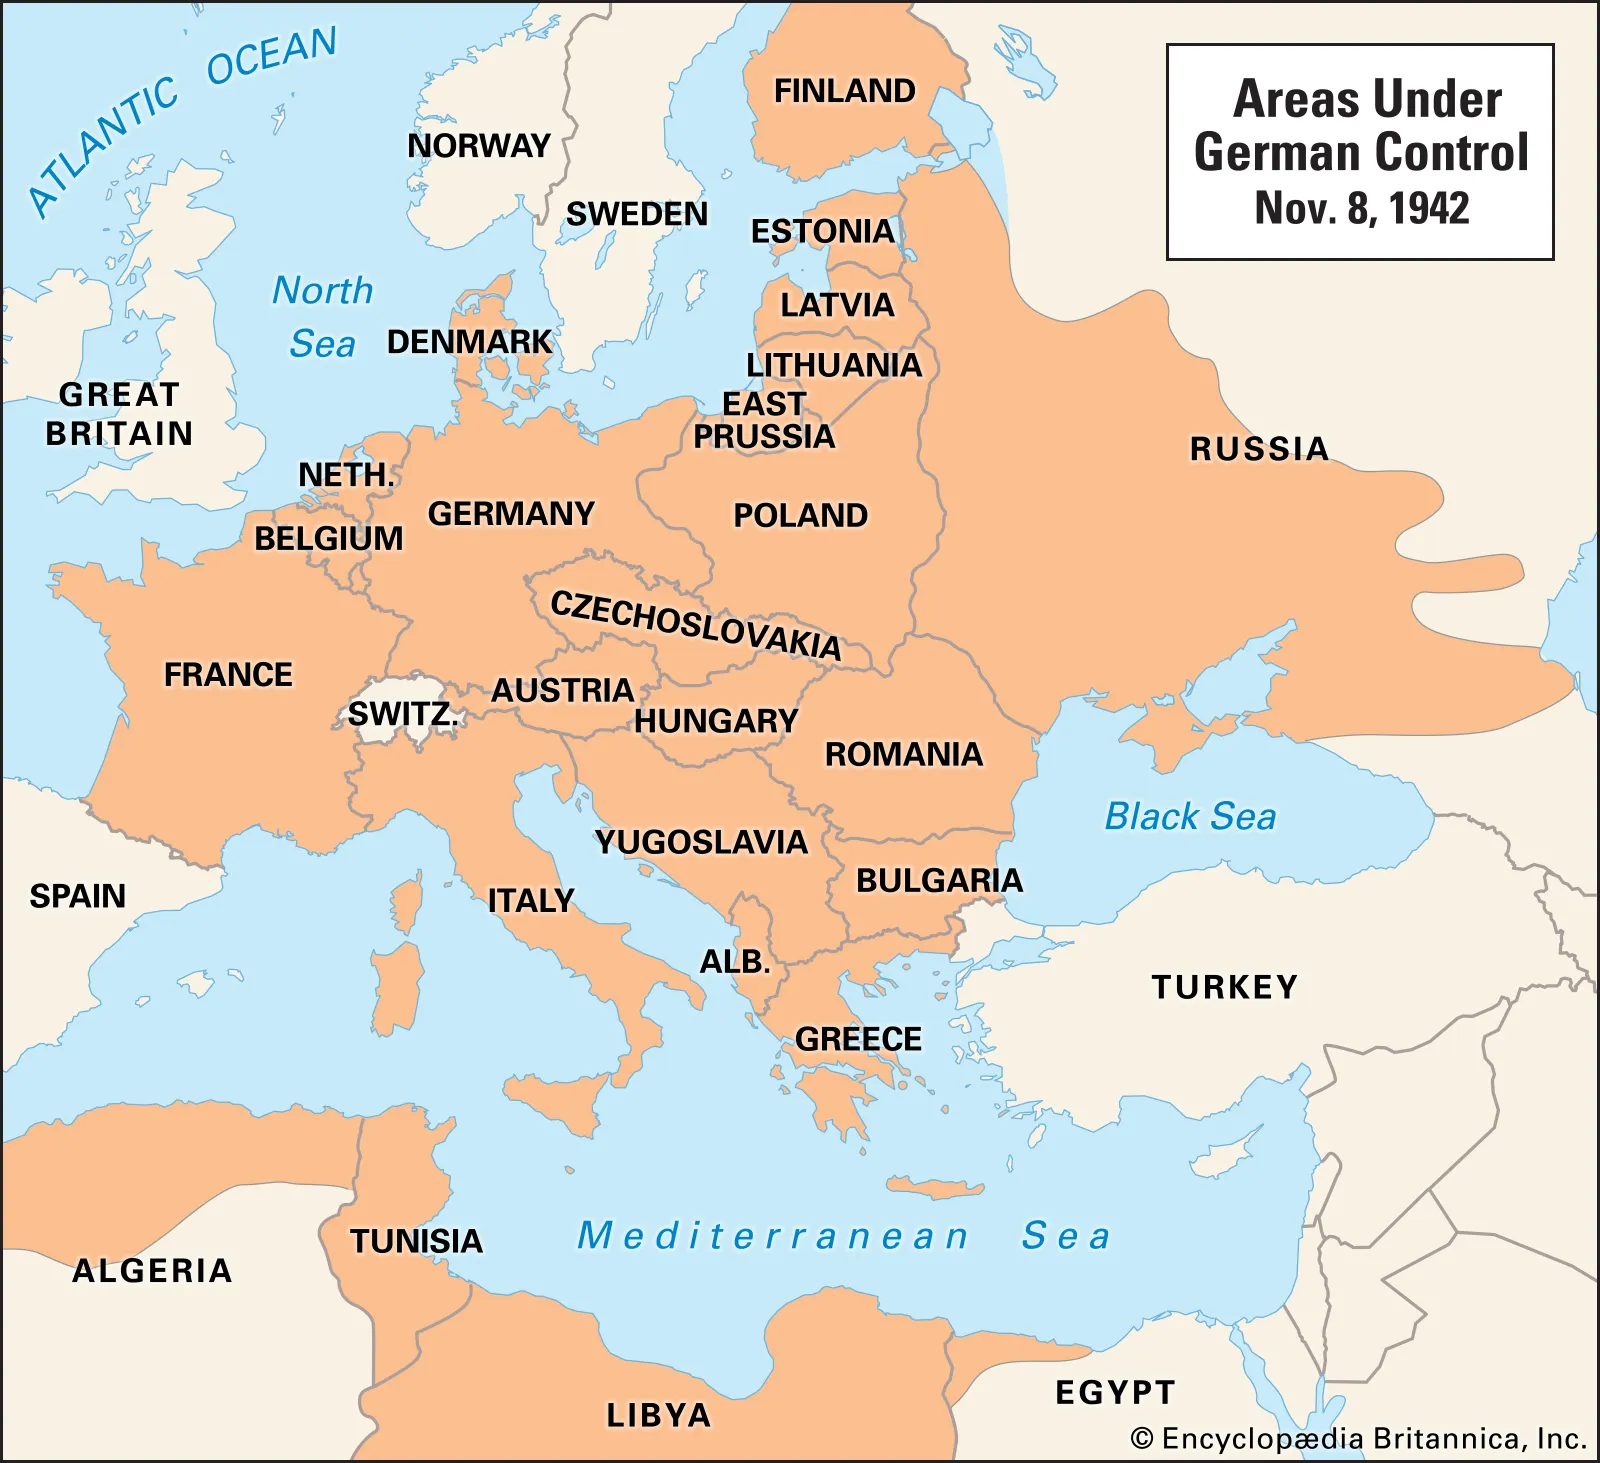 Areas Under
German Control
Nov. 8, 1942
ATLANTIC OCEAN
FINLAND
NORWAY
SWEDEN
ESTONIA
North
Sea
LATVIA
DENMARK
LITHUANIA
GREAT
BRITAIN
EAST
PRUSSIA
RUSSIA
NETH.
GERMANY
POLAND
BELGIUM
CZECHOSLOVAKIA
FRANCE
AUSTRIA
SWITZ.
HUNGARY
ROMANIA
Black Sea
YUGOSLAVIA
BULGARIA
SPAIN
ITALY
ALB.
TURKEY
GREECE
Mediterranean Sea
TUNISIA
ALGERIA
EGYPT
LIBYA
© Encyclopædia Britannica, Inc.